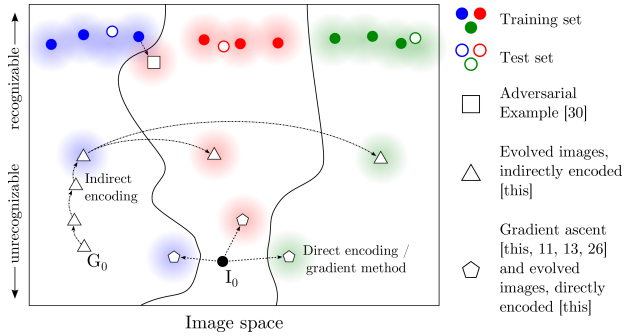 recognizable
unrecognizable
Indirect
encoding
G0
I0
Direct encoding /
gradient method
Image space
Training set
Test set
Adversarial
Example [30]
Evolved images,
indirectly encoded
[this]
Gradient ascent
[this, 11, 13, 26]
and evolved
images, directly
encoded [this]